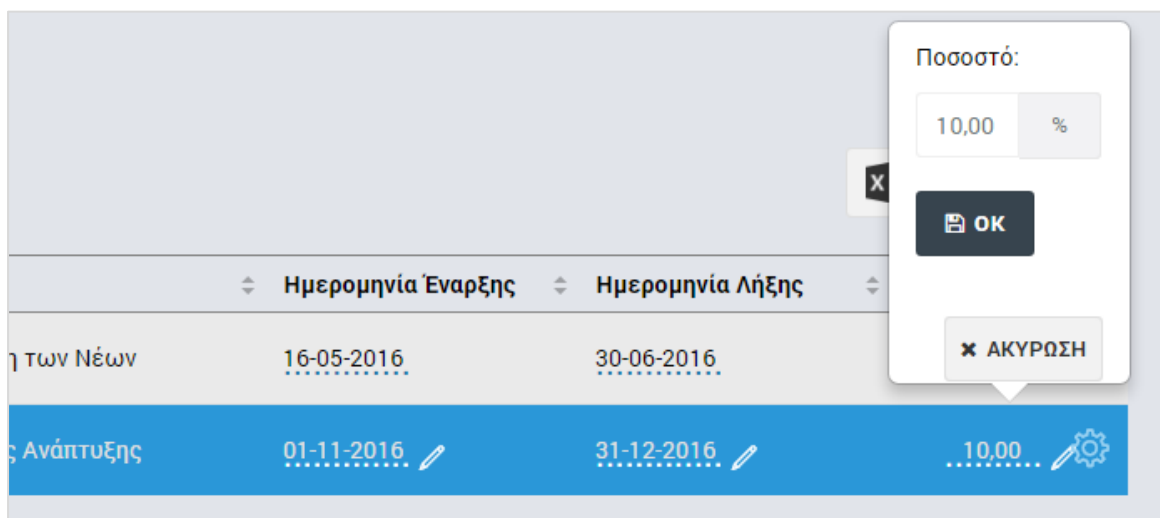 Ποσοστό:
10,00 %
OK
Ημερομηνία Έναρξης Ημερομηνία Λήξης
των Νέων 16-05-2016 30-06-2016
ΑΚΥΡΩΣΗ
Ανάπτυξης 01-11-2016 31-12-2016 10,00